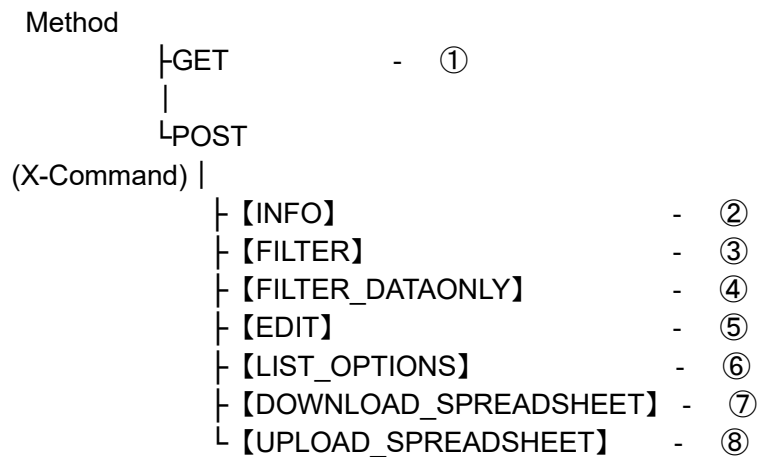 Method
├GET - ①
│
└POST
(X-Command)│
├【INFO】 - ②
├【FILTER】 - ③
├【FILTER_DATAONLY】 - ④
├【EDIT】 - ⑤
├【LIST_OPTIONS】 - ⑥
├【DOWNLOAD_SPREADSHEET】 - ⑦
└【UPLOAD_SPREADSHEET】 - ⑧